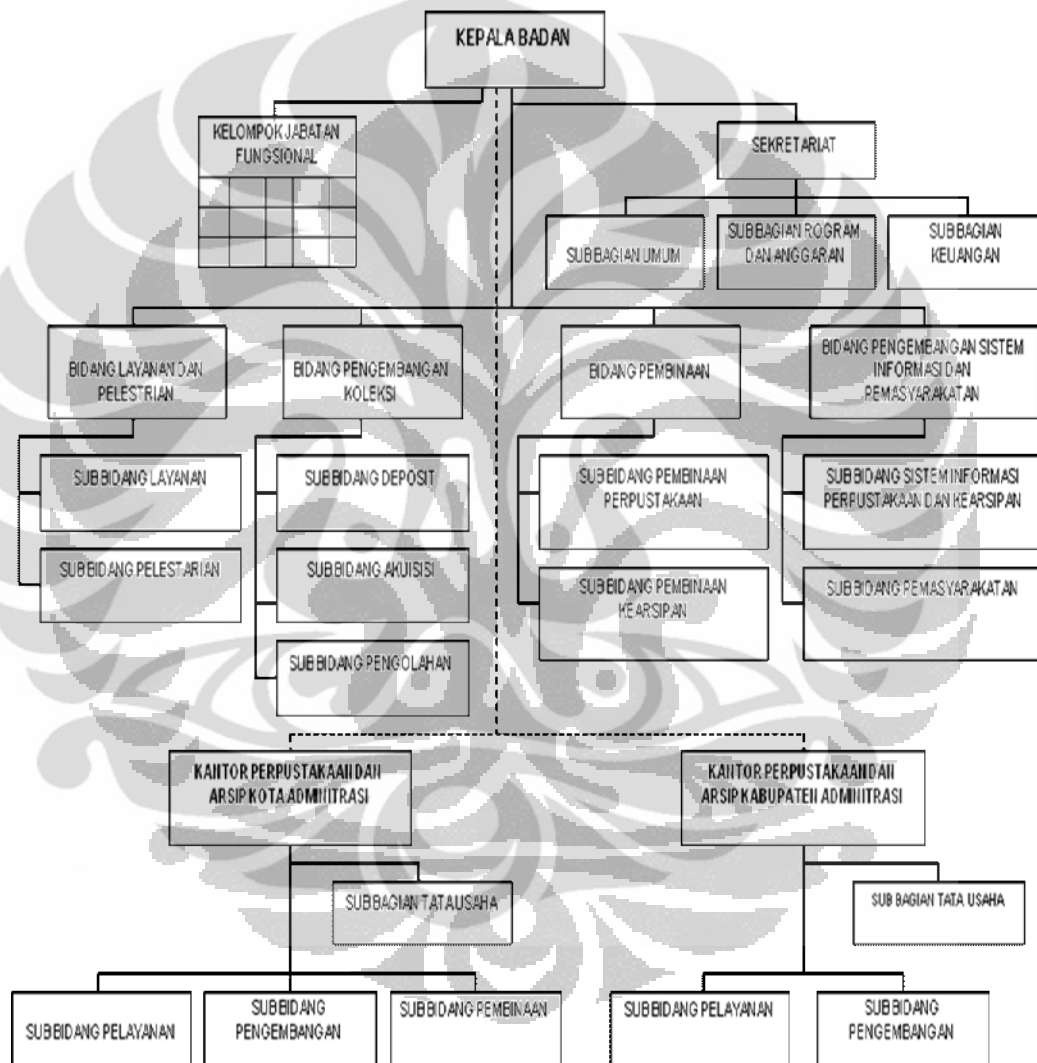 KEPALA BADAN
KELOMPOK JABATAN
FUNGSIONAL
SEKRETARIAT
SUBBAGIAN UMUM
SUBBAGIAN ROGRAM
DAN ANGGARAN
SUBBAGIAN
KEUANGAN
BIDANG LAYANAN DAN
PELESTRIAN
BIDANG PENGEMBANGAN
KOLEKSI
BIDANG PEMBINAAN
BIDANG PENGEMBANGAN SISTEM
INFORMASI DAN
PEMASYARAKATAN
SUBBIDANG LAYANAN
SUBBIDANG DEPOSIT
SUBBIDANG PEMBINAAN
PERPUSTAKAAN
SUBBIDANG SISTEM INFORMASI
PERPUSTAKAAN DAN KEARSIPAN
SUBBIDANG PELESTARIAN
SUBBIDANG AKUISISI
SUBBIDANG PEMBINAAN
KEARSIPAN
SUBBIDANG PEMASYARAKATAN
SUBBIDANG PENGOLAHAN
KANTOR PERPUSTAKAAN DAN
ARSIP KOTA ADMINITRASI
KANTOR PERPUSTAKAAN DAN
ARSIP KABUPATEN ADMINITRASI
SUBBAGIAN TATAUSAHA
SUB BAGIAN TATA USAHA
SUBBIDANG PELAYANAN
SUBBIDANG
PENGEMBANGAN
SUBBIDANG PEMBINAAN
SUBBIDANG PELAYANAN
SUBBIDANG
PENGEMBANGAN